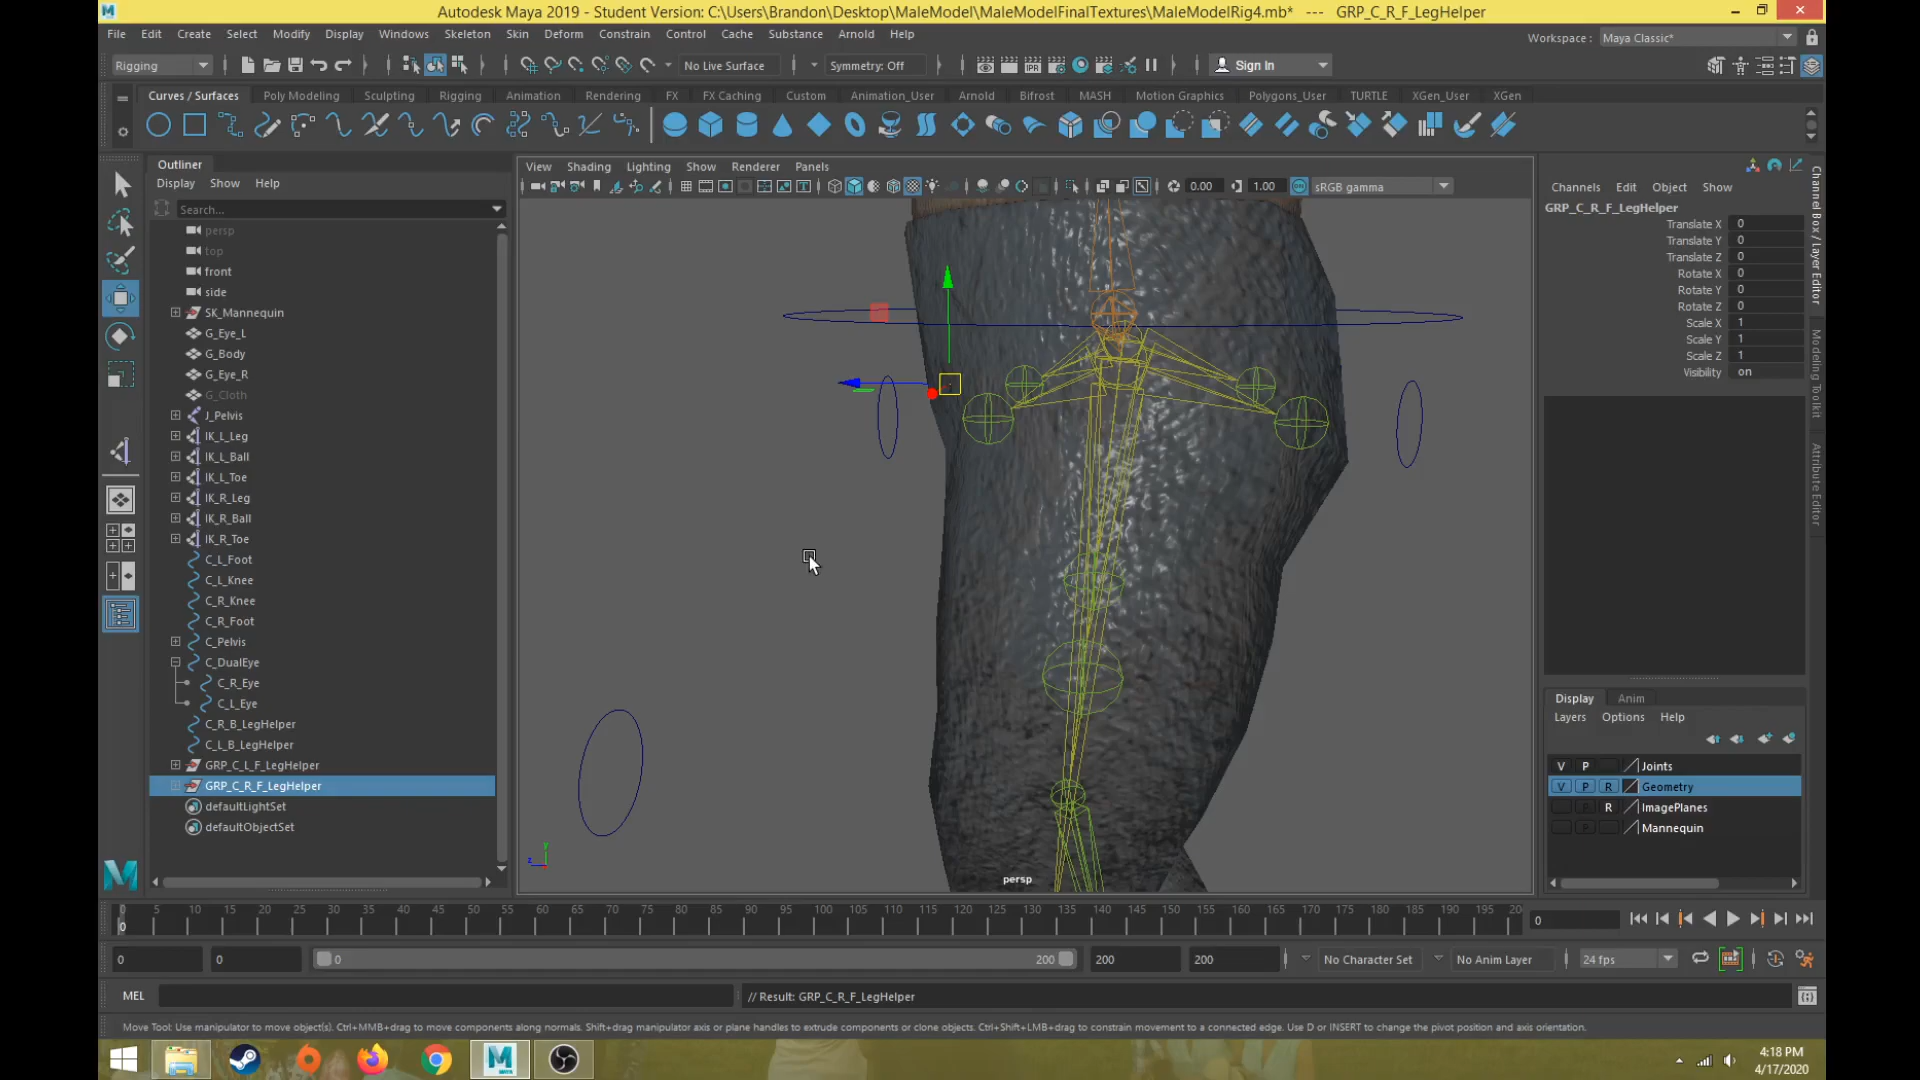 Autodesk Maya 2019 - Student Version: C:\Users\Brandon\Desktop\MaleModel\MaleModelFinalTextures\MaleModelRig4.mb* --- GRP_C_R_F_LegHelper
File Edit Create Select Modify Display Windows Skeleton Skin Deform Constrain Control Cache Substance Arnold Help
Workspace : Maya Classic*
Rigging
No Live Surface
Symmetry: Off
Sign In
Curves / Surfaces Poly Modeling Sculpting Rigging Animation Rendering FX FX Caching Custom Animation_User Arnold Bifrost MASH Motion Graphics Polygons_User TURTLE XGen_User XGen
Outliner
Display Show Help
Search...
persp
top
front
side
SK_Mannequin
G_Eye_L
G_Body
G_Eye_R
G_Cloth
J_Pelvis
IK_L_Leg
IK_L_Ball
IK_L_Toe
IK_R_Leg
IK_R_Ball
IK_R_Toe
C_L_Foot
C_L_Knee
C_R_Knee
C_R_Foot
C_Pelvis
C_DualEye
C_R_Eye
C_L_Eye
C_R_B_LegHelper
C_L_B_LegHelper
GRP_C_L_F_LegHelper
GRP_C_R_F_LegHelper
defaultLightSet
defaultObjectSet
View Shading Lighting Show Renderer Panels
0.00
1.00
sRGB gamma
y
z
persp
Channels Edit Object Show
GRP_C_R_F_LegHelper
Translate X 0
Translate Y 0
Translate Z 0
Rotate X 0
Rotate Y 0
Rotate Z 0
Scale X 1
Scale Y 1
Scale Z 1
Visibility on
Display Anim
Layers Options Help
V P Joints
V P R Geometry
R ImagePlanes
P Mannequin
Channel Box / Layer Editor
Modeling Toolkit
Attribute Editor
0 5 10 15 20 25 30 35 40 45 50 55 60 65 70 75 80 85 90 95 100 105 110 115 120 125 130 135 140 145 150 155 160 165 170 175 180 185 190 195 20
0
0
0 0 0 200 200 200
No Character Set
No Anim Layer
24 fps
MEL
// Result: GRP_C_R_F_LegHelper
Move Tool: Use manipulator to move object(s). Ctrl+MMB+drag to move components along normals. Shift+drag manipulator axis or plane handles to extrude components or clone objects. Ctrl+Shift+LMB+drag to constrain movement to a connected edge. Use D or INSERT to change the pivot position and axis orientation.
4:18 PM
4/17/2020